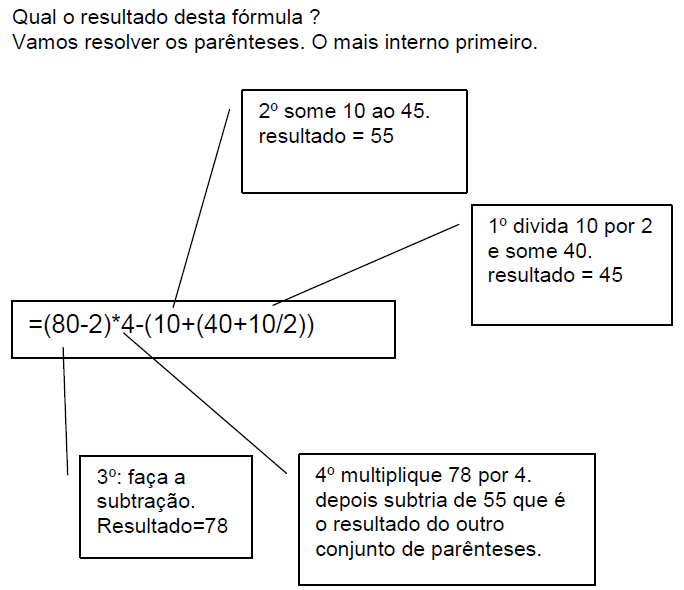 Qual o resultado desta fórmula ?
Vamos resolver os parênteses. O mais interno primeiro.
2º some 10 ao 45.
resultado = 55
1º divida 10 por 2
e some 40.
resultado = 45
=(80-2)*4-(10+(40+10/2))
3º: faça a
subtração.
Resultado=78
4º multiplique 78 por 4.
depois subtria de 55 que é
o resultado do outro
conjunto de parênteses.